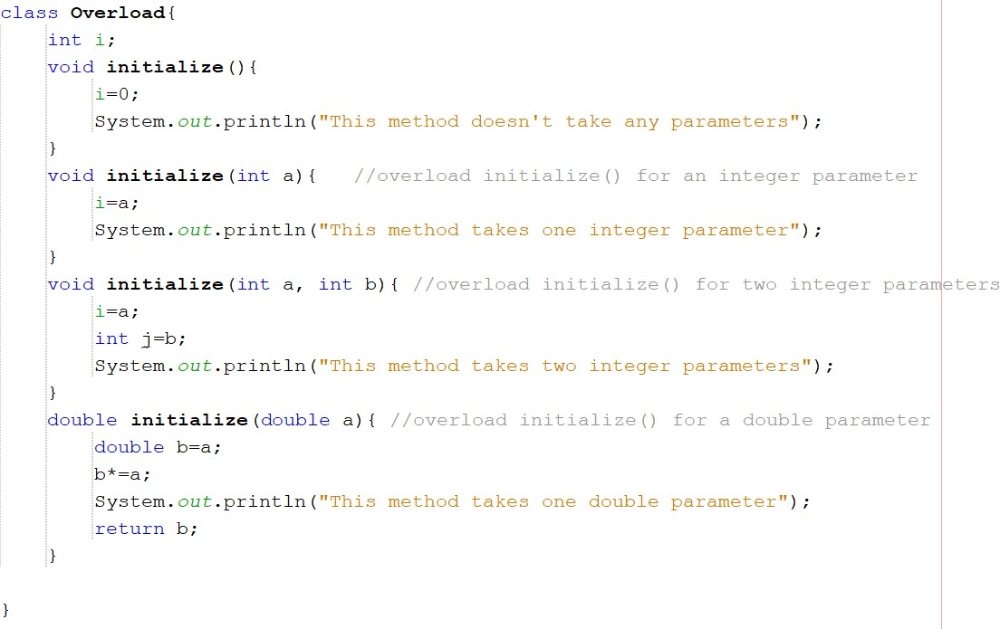 class Overload{
    int i;
    void initialize(){
        i=0;
        System.out.println("This method doesn't take any parameters");
    }
    void initialize(int a){   //overload initialize() for an integer parameter
        i=a;
        System.out.println("This method takes one integer parameter");
    }
    void initialize(int a, int b){ //overload initialize() for two integer parameters
        i=a;
        int j=b;
        System.out.println("This method takes two integer parameters");
    }
    double initialize(double a){ //overload initialize() for a double parameter
        double b=a;
        b*=a;
        System.out.println("This method takes one double parameter");
        return b;
    }
}